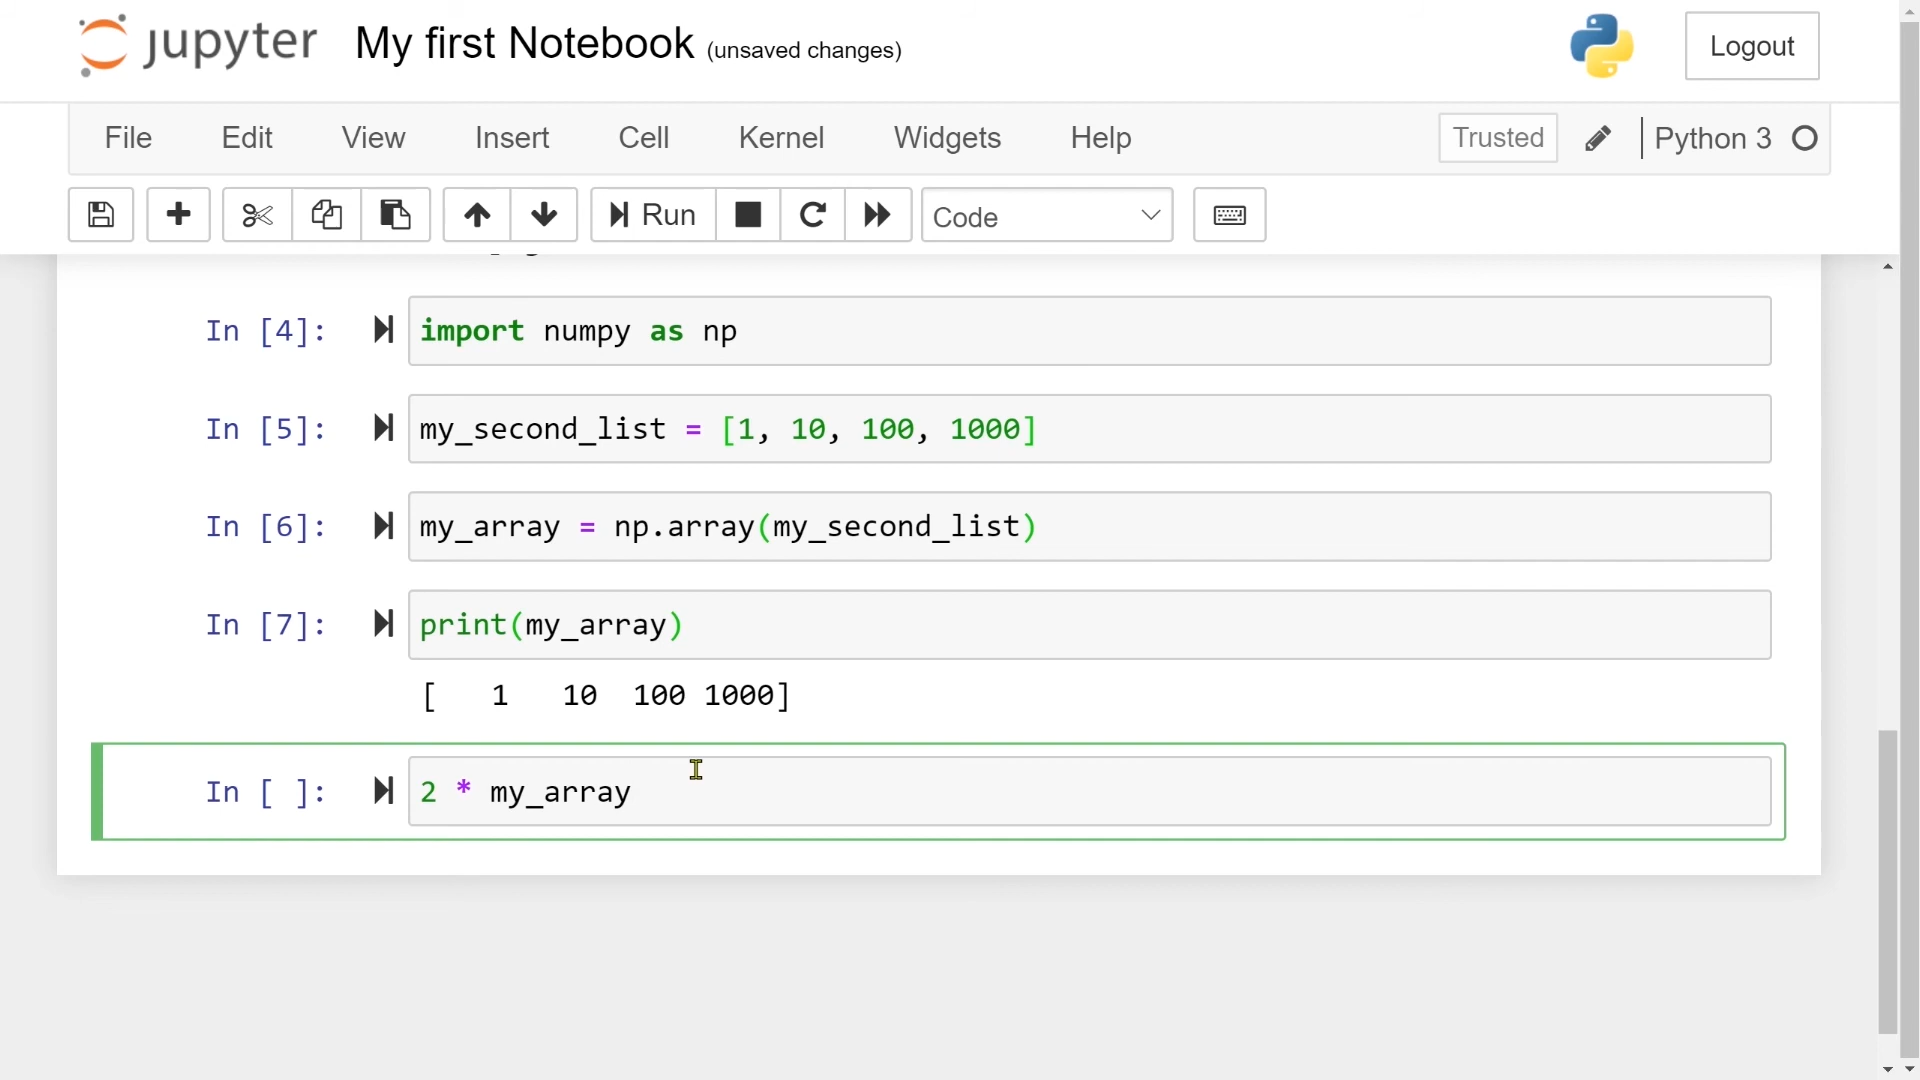 jupyter My first Notebook (unsaved changes) Logout
File Edit View Insert Cell Kernel Widgets Help Trusted Python 3
Run Code
In [4]: import numpy as np
In [5]: my_second_list = [1, 10, 100, 1000]
In [6]: my_array = np.array(my_second_list)
In [7]: print(my_array)
[   1   10  100 1000]
In [ ]: 2 * my_array